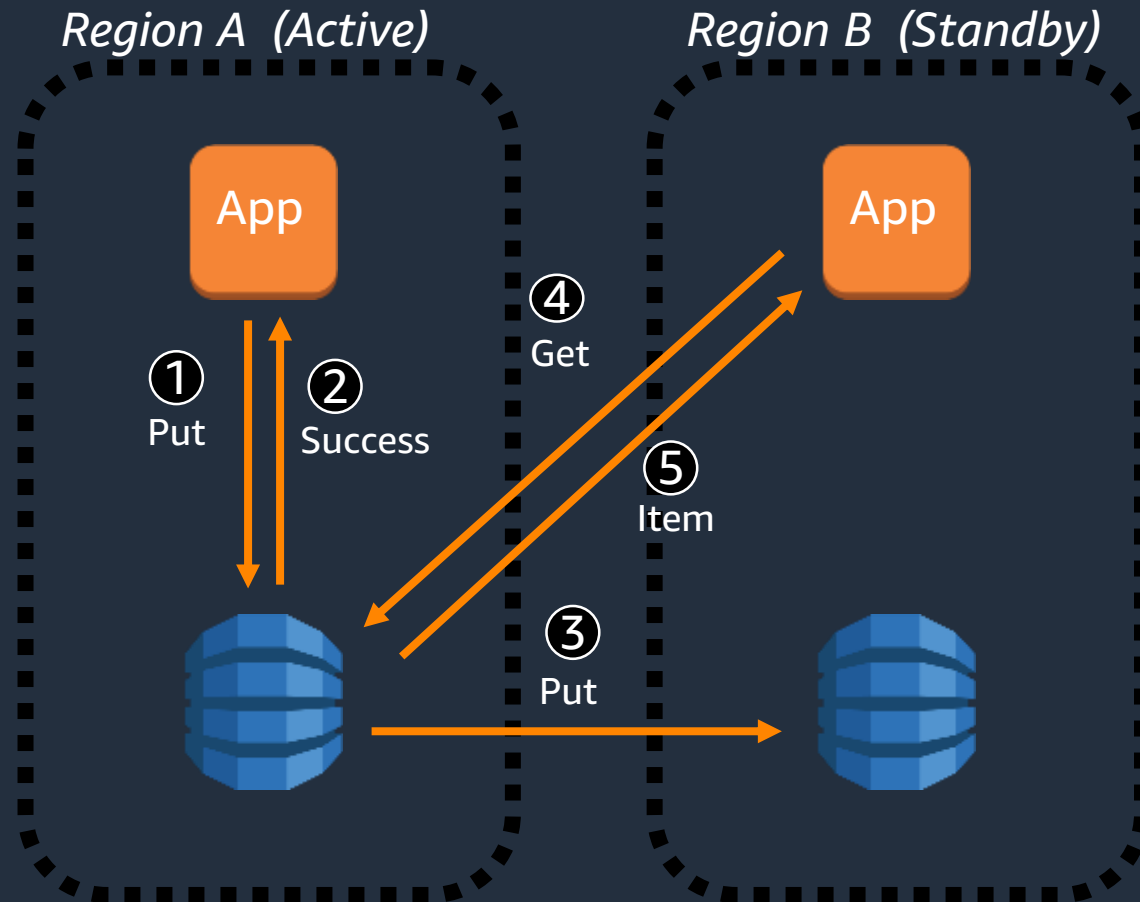 Region A (Active)
Region B (Standby)
App
App
4
Get
1
Put
2
Success
5
Item
3
Put